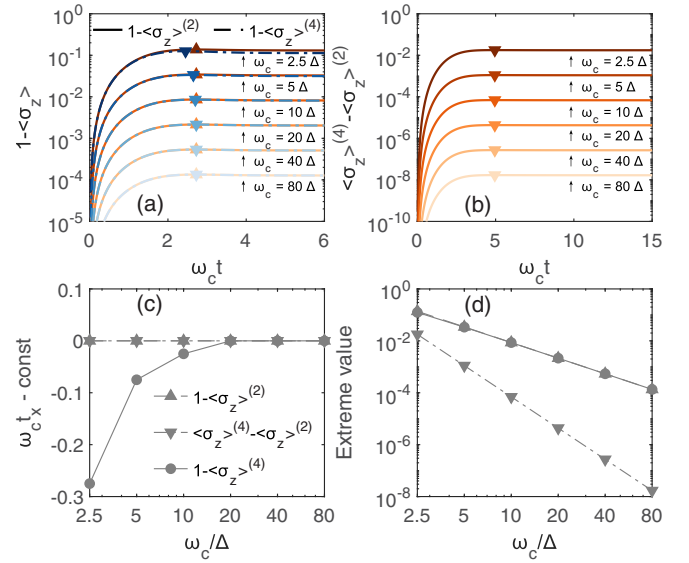 10^0
10^-1
10^-2
10^-3
10^-4
10^-5
1-<σ_z>
1-<σ_z>^(2) 1-<σ_z>^(4)
↑ ω_c = 2.5 Δ
↑ ω_c = 5 Δ
↑ ω_c = 10 Δ
↑ ω_c = 20 Δ
↑ ω_c = 40 Δ
↑ ω_c = 80 Δ
(a)
0 2 4 6
ω_c t
10^0
10^-2
10^-4
10^-6
10^-8
10^-10
<σ_z>^(4)-<σ_z>^(2)
↑ ω_c = 2.5 Δ
↑ ω_c = 5 Δ
↑ ω_c = 10 Δ
↑ ω_c = 20 Δ
↑ ω_c = 40 Δ
↑ ω_c = 80 Δ
(b)
0 5 10 15
ω_c t
0.1
0
-0.1
-0.2
-0.3
ω_c t_x - const
(c)
1-<σ_z>^(2)
<σ_z>^(4)-<σ_z>^(2)
1-<σ_z>^(4)
2.5 5 10 20 40 80
ω_c/Δ
10^0
10^-2
10^-4
10^-6
10^-8
Extreme value
(d)
2.5 5 10 20 40 80
ω_c/Δ